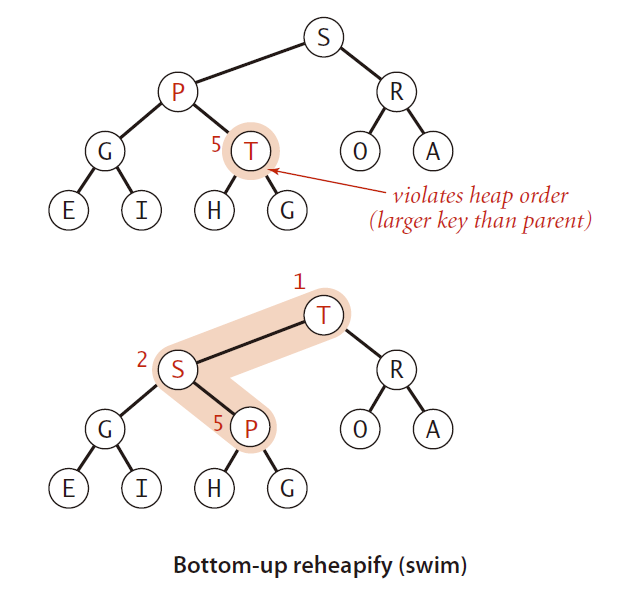 S
P R
G 5 T O A
E I H G
violates heap order
(larger key than parent)
1
T
2 S R
G 5 P O A
E I H G
Bottom-up reheapify (swim)